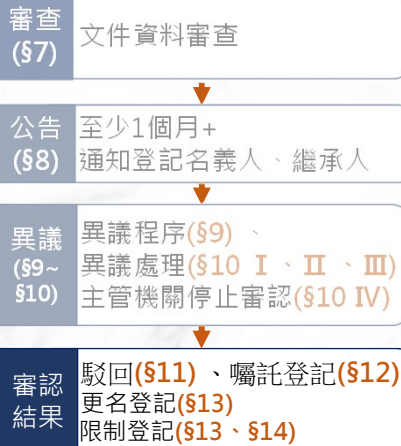 審查
(§7)
文件資料審查
公告
(§8)
至少1個月+
通知登記名義人、繼承人
異議
(§9~
§10)
異議程序(§9)、
異議處理(§10 Ⅰ、Ⅱ、Ⅲ)
主管機關停止審認(§10 Ⅳ)
審認
結果
駁回(§11)、囑託登記(§12)
更名登記(§13)
限制登記(§13、§14)